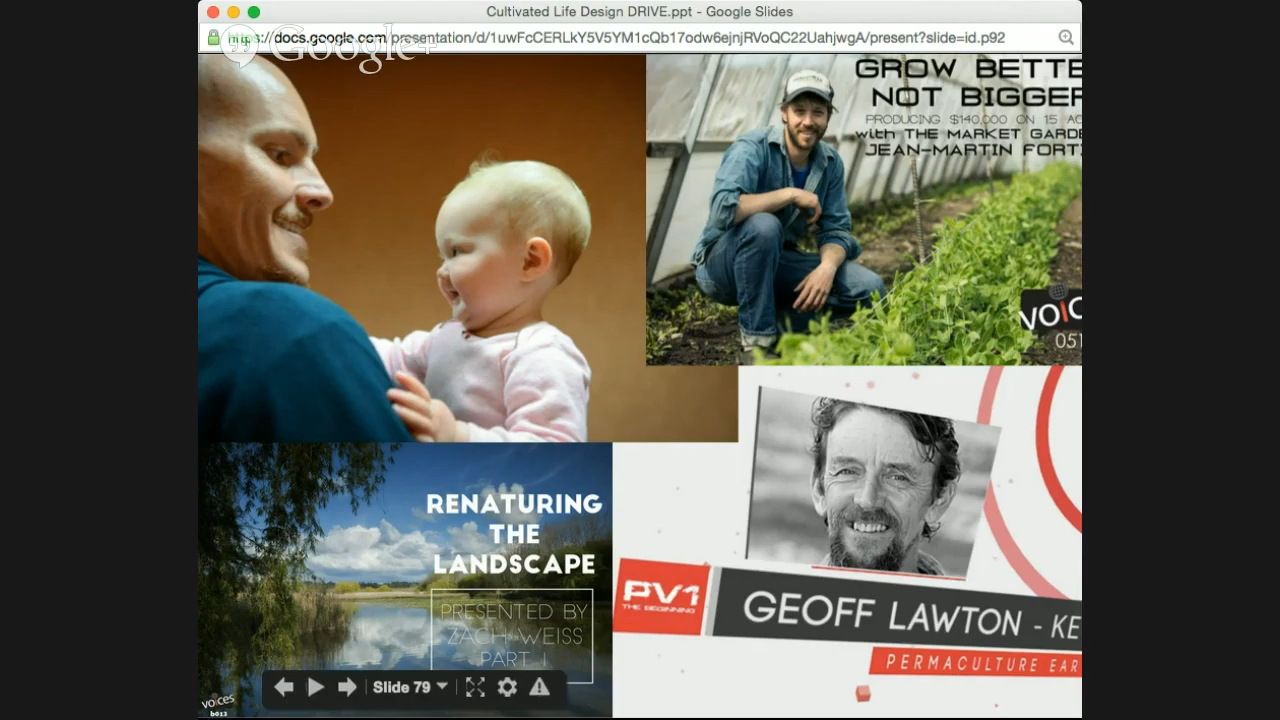 Cultivated Life Design DRIVE.ppt - Google Slides
https://docs.google.com/presentation/d/1uwFcCERLkY5V5YM1cQb17odw6ejnjRVoQC22UahjwgA/present?slide=id.p92
Google+
GROW BETTE
NOT BIGGER
PRODUCING $140,000 ON 1.5 AC
with THE MARKET GARDE
JEAN-MARTIN FORTI
VOIC
051
RENATURING
THE
LANDSCAPE
PRESENTED BY
ZACH WEISS
PART 1
voices
b013
PV1
THE BEGINNING
GEOFF LAWTON - KE
PERMACULTURE EAR
Slide 79